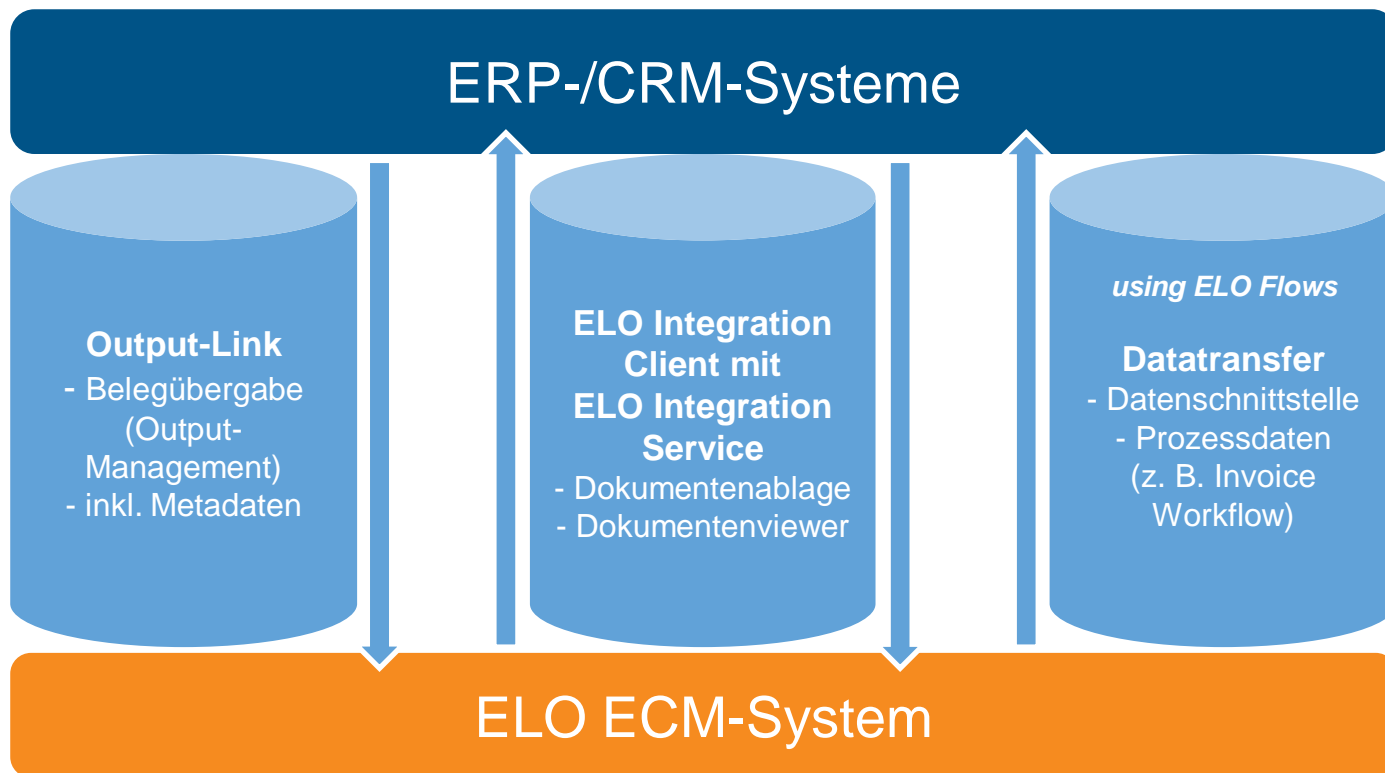 ERP-/CRM-Systeme
Output-Link
- Belegübergabe
(Output-
Management)
- inkl. Metadaten
ELO Integration
Client mit
ELO Integration
Service
- Dokumentenablage
- Dokumentenviewer
using ELO Flows
Datatransfer
- Datenschnittstelle
- Prozessdaten
(z. B. Invoice
Workflow)
ELO ECM-System